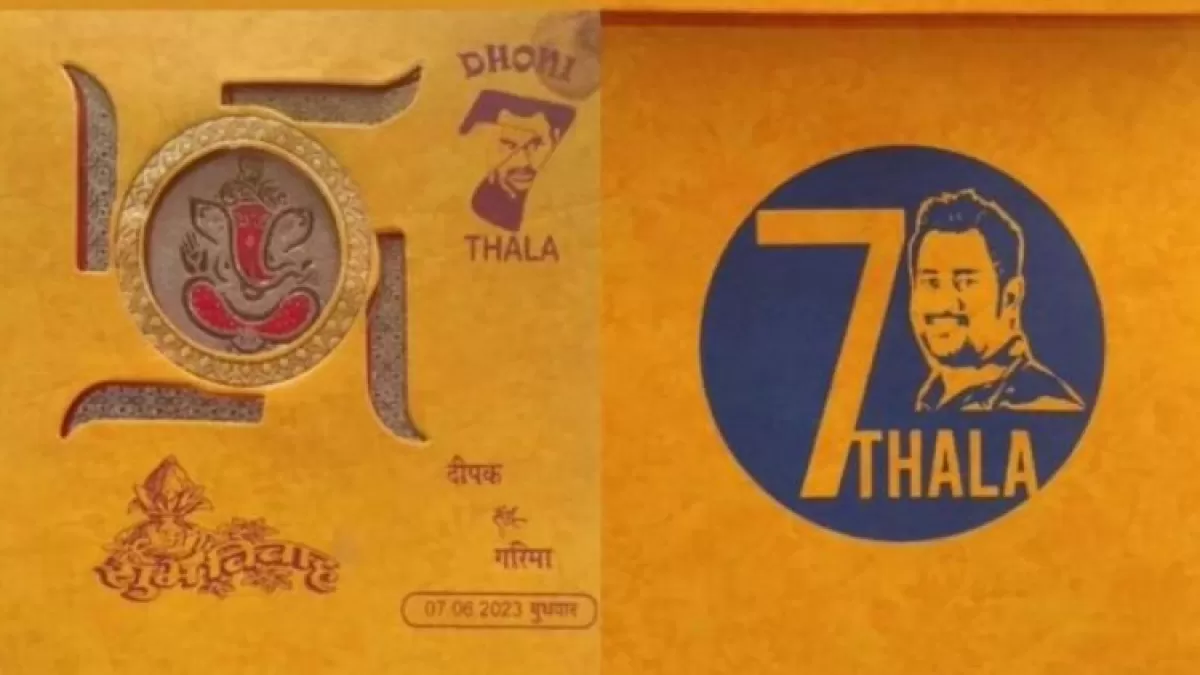 DHONI
7
THALA
शुभ विवाह
दीपक
संग
गरिमा
07.06.2023 बुधवार
7
THALA